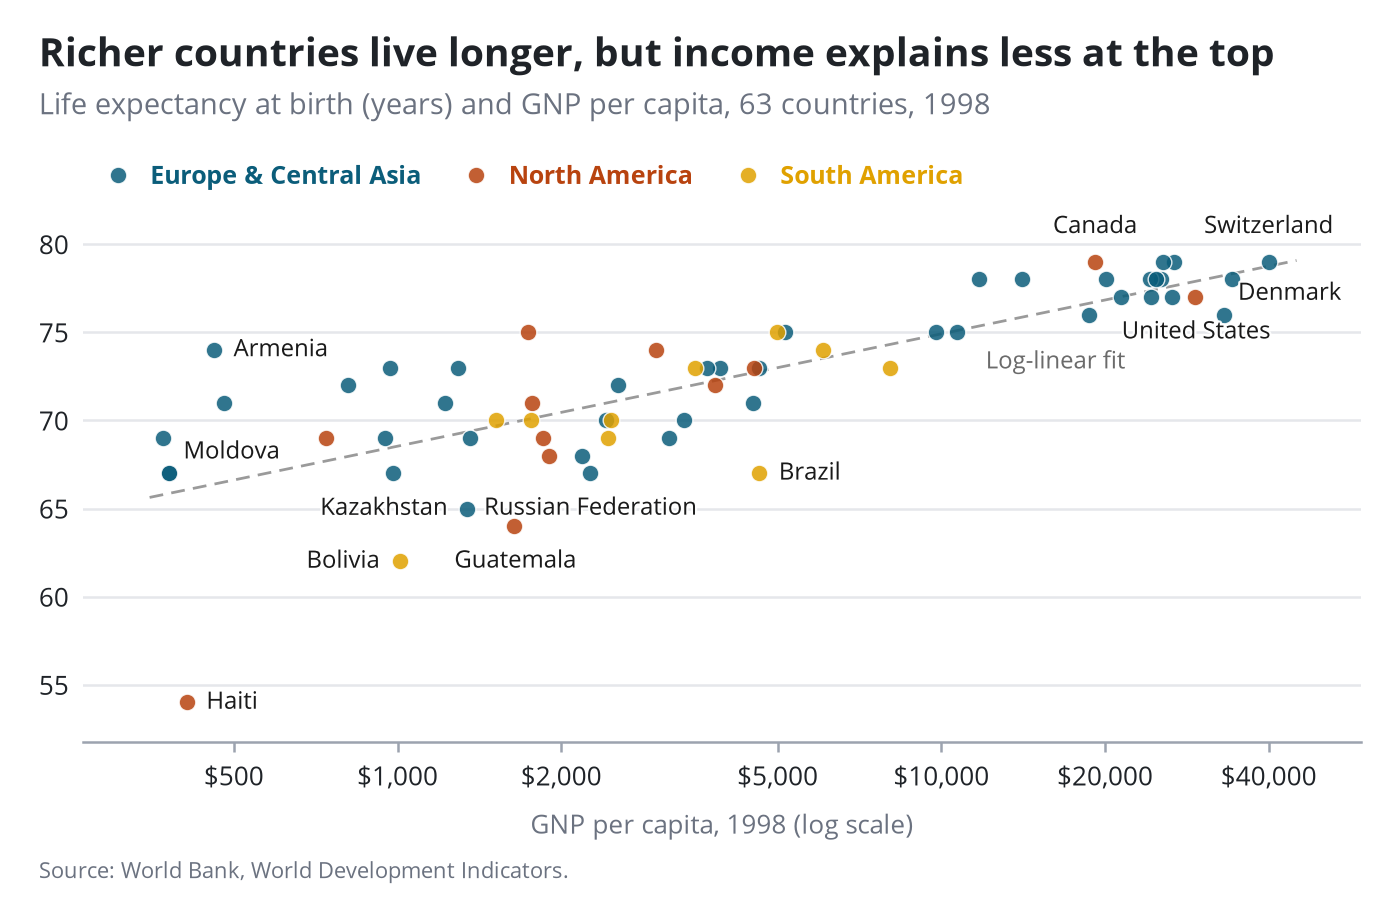 Richer countries live longer, but income explains less at the top
Life expectancy at birth (years) and GNP per capita, 63 countries, 1998
Europe & Central Asia North America South America
Canada Switzerland
80
Denmark
United States
75
Armenia
Log-linear fit
70
Moldova
Brazil
65
Kazakhstan Russian Federation
Bolivia Guatemala
60
55
Haiti
$500 $1,000 $2,000 $5,000 $10,000 $20,000 $40,000
GNP per capita, 1998 (log scale)
Source: World Bank, World Development Indicators.